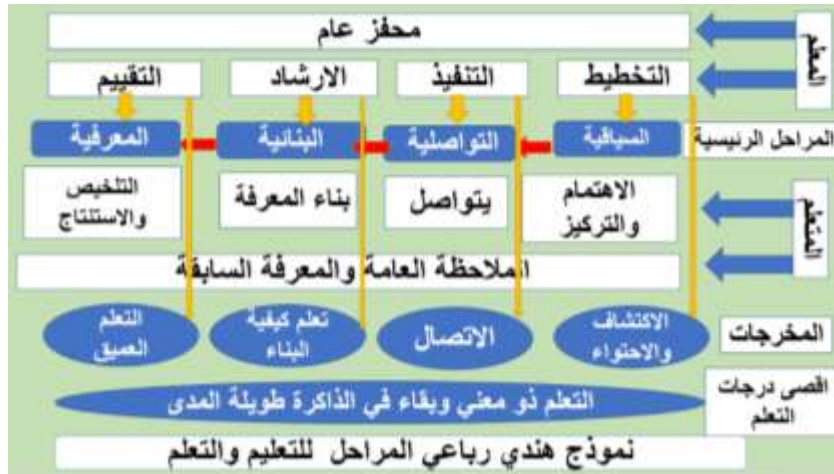 محفز عام
المعلم
التخطيط
التنفيذ
الارشاد
التقييم
المراحل الرئيسية
السياقية
التواصلية
البنائية
المعرفية
المتعلم
الاهتمام
والتركيز
يتواصل
بناء المعرفة
التلخيص
والاستنتاج
الملاحظة العامة والمعرفة السابقة
المخرجات
الاكتشاف
والاحتواء
الاتصال
تعلم كيفية
البناء
التعلم
العميق
اقصى درجات
التعلم
التعلم ذو معني وبقاء في الذاكرة طويلة المدى
نموذج هندي رباعي المراحل للتعليم والتعلم